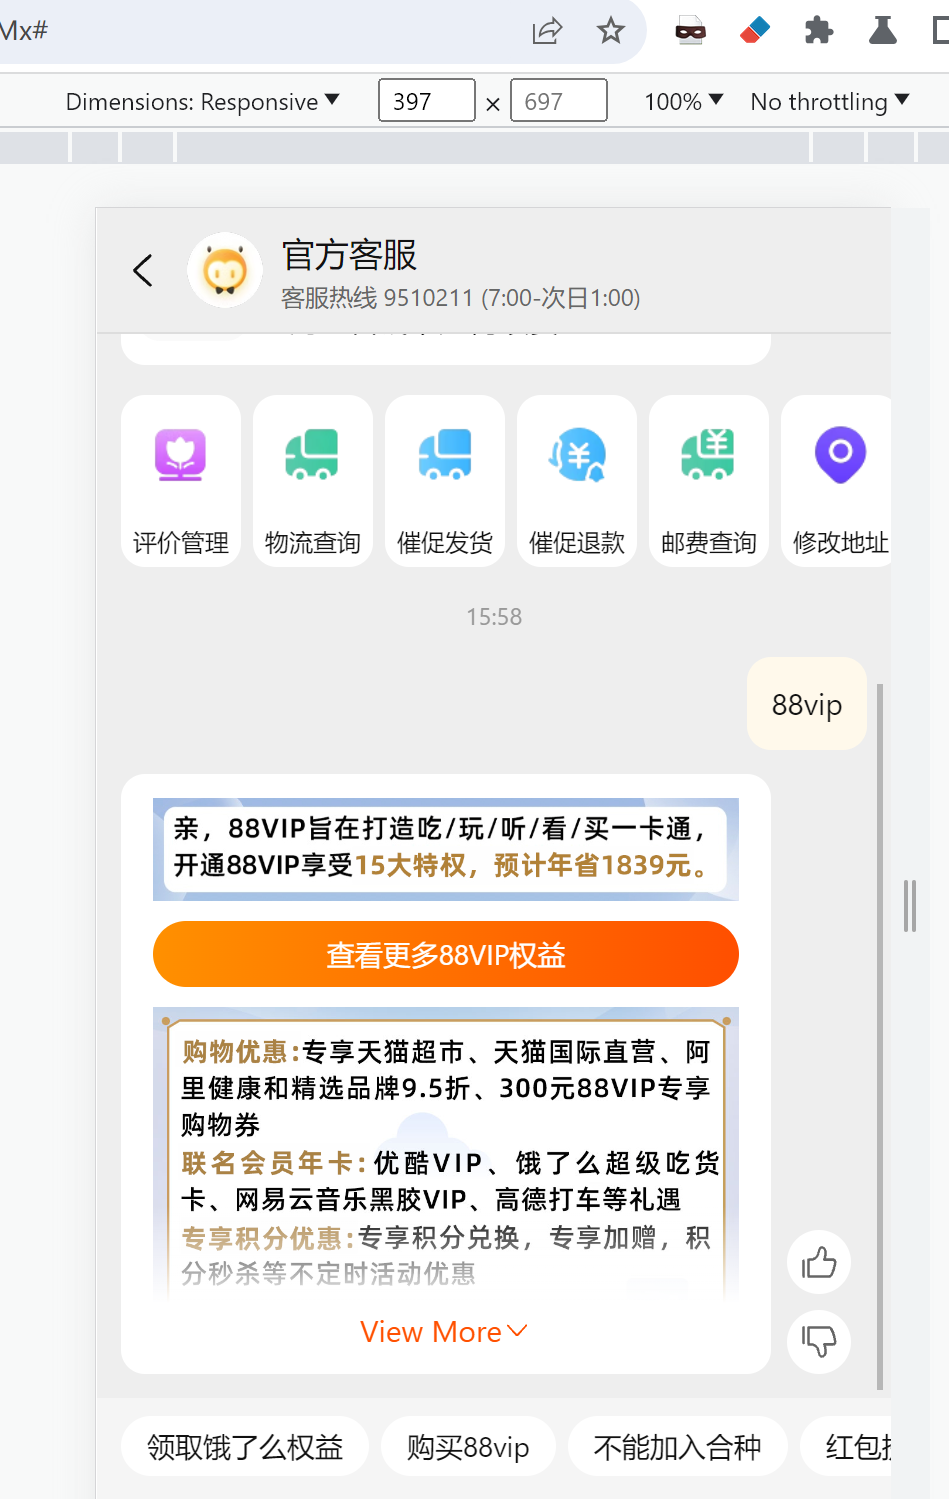 Mx#
Dimensions: Responsive 397 × 697 100% No throttling
官方客服
客服热线 9510211 (7:00-次日1:00)
评价管理 物流查询 催促发货 催促退款 邮费查询 修改地址
15:58
88vip
亲，88VIP旨在打造吃/玩/听/看/买一卡通，
开通88VIP享受15大特权，预计年省1839元。
查看更多88VIP权益
购物优惠:专享天猫超市、天猫国际直营、阿
里健康和精选品牌9.5折、300元88VIP专享
购物券
联名会员年卡:优酷VIP、饿了么超级吃货
卡、网易云音乐黑胶VIP、高德打车等礼遇
专享积分优惠:专享积分兑换，专享加赠，积
分秒杀等不定时活动优惠
View More
领取饿了么权益 购买88vip 不能加入合种 红包